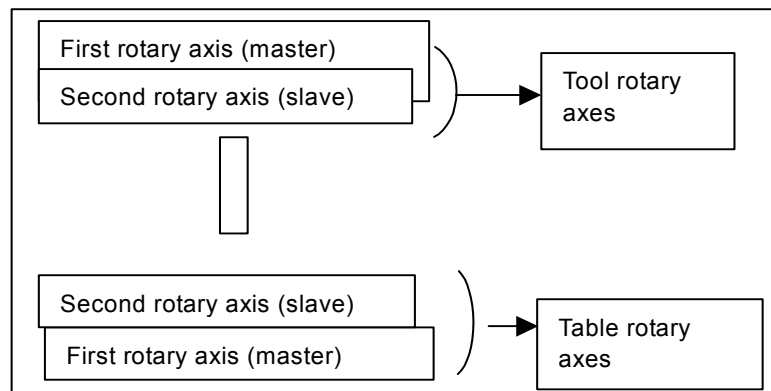 First rotary axis (master)
Second rotary axis (slave)
Tool rotary
axes
Second rotary axis (slave)
First rotary axis (master)
Table rotary
axes